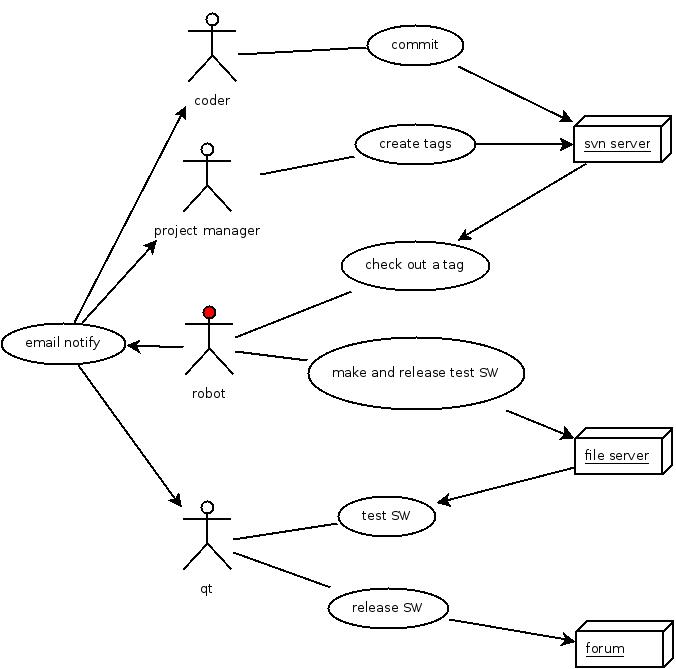 commit
coder
create tags
svn server
project manager
check out a tag
email notify
make and release test SW
robot
file server
test SW
qt
release SW
forum